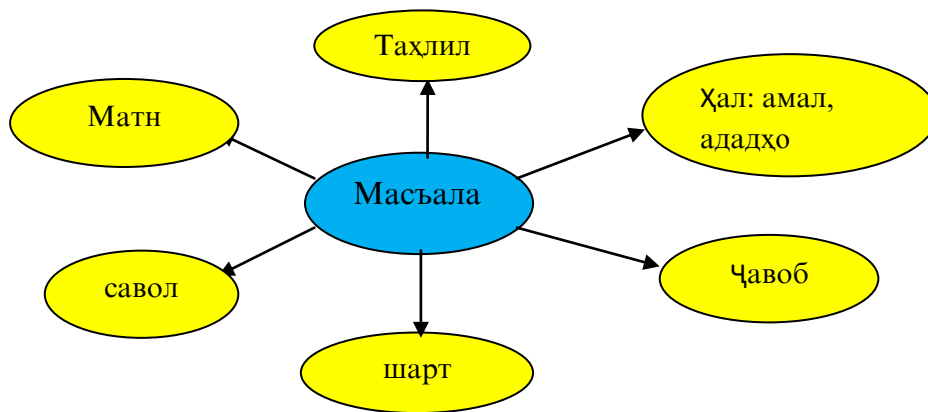 Таҳлил
Матн
Ҳал: амал,
ададҳо
Масъала
савол
Ҷавоб
шарт